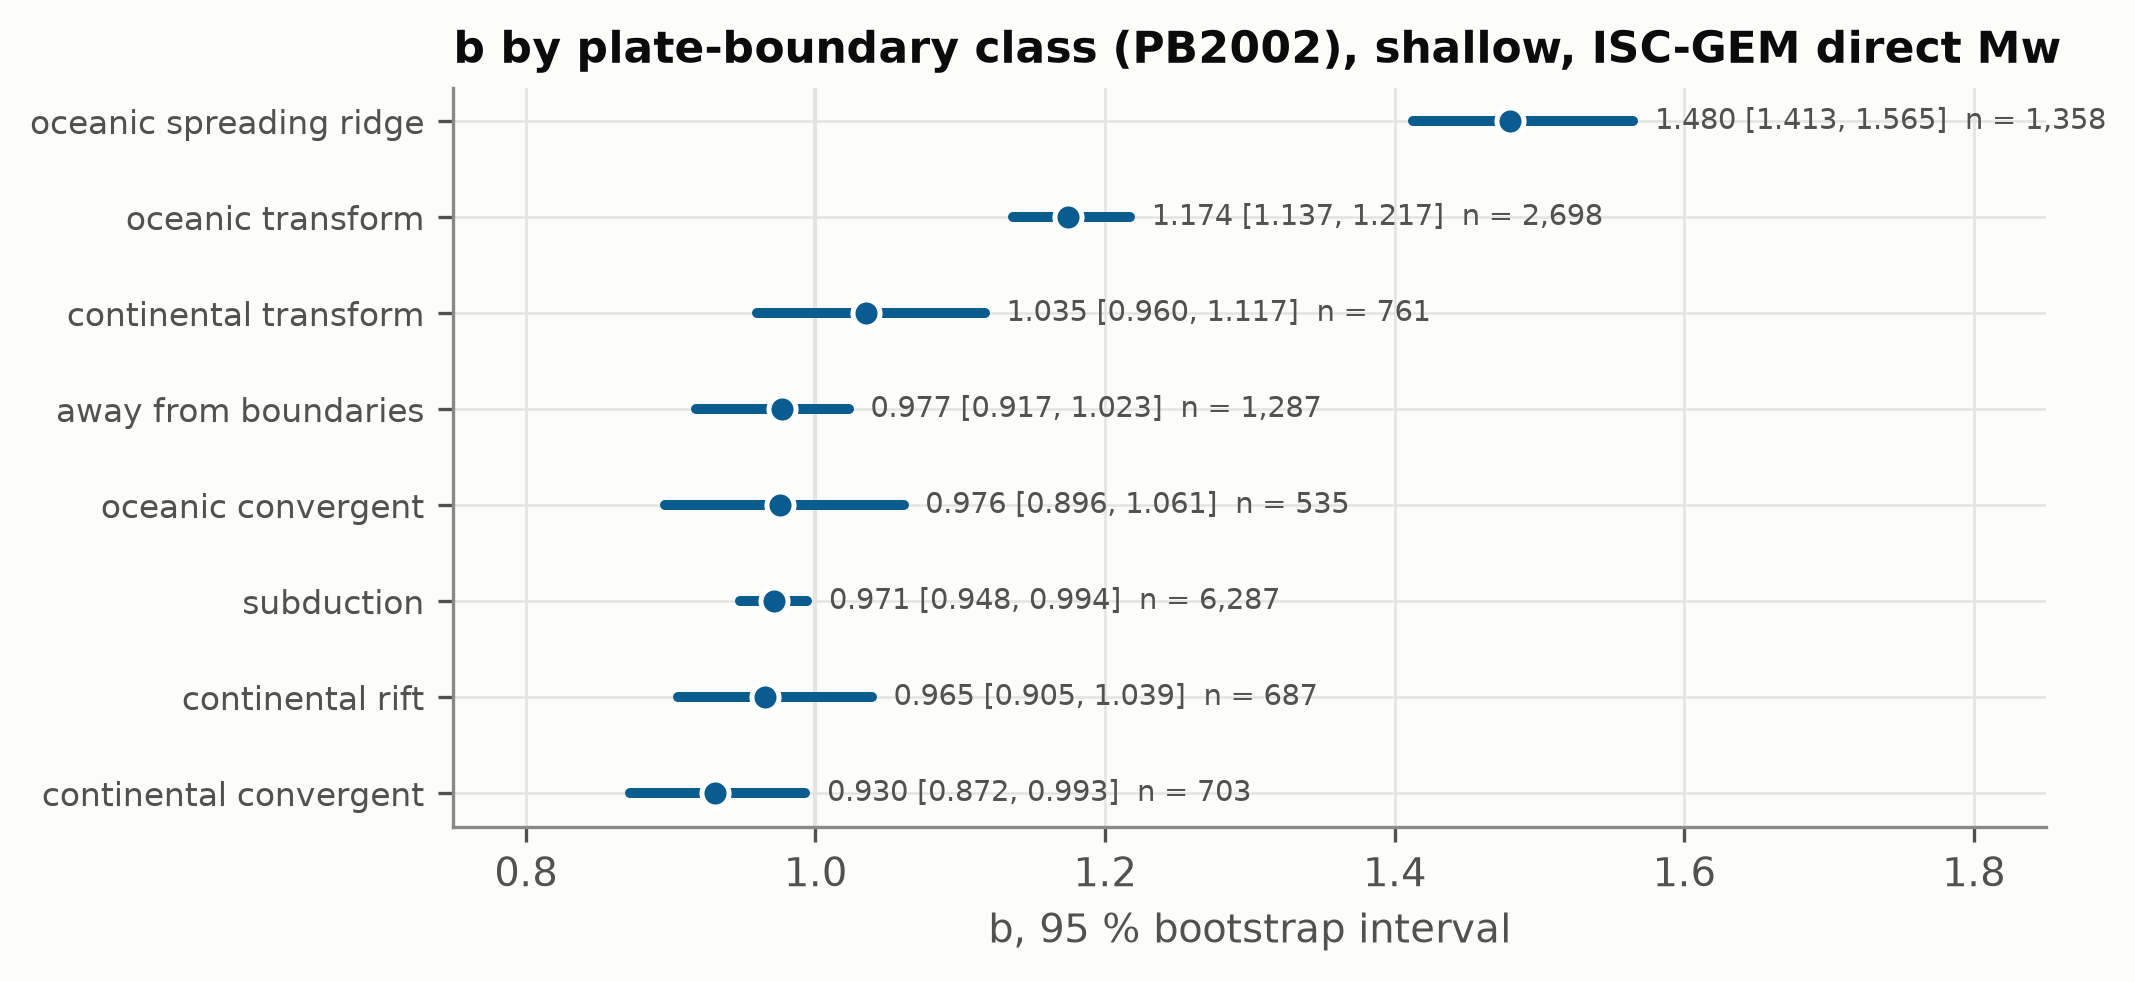 b by plate-boundary class (PB2002), shallow, ISC-GEM direct Mw
oceanic spreading ridge 1.480 [1.413, 1.565] n = 1,358
oceanic transform 1.174 [1.137, 1.217] n = 2,698
continental transform 1.035 [0.960, 1.117] n = 761
away from boundaries 0.977 [0.917, 1.023] n = 1,287
oceanic convergent 0.976 [0.896, 1.061] n = 535
subduction 0.971 [0.948, 0.994] n = 6,287
continental rift 0.965 [0.905, 1.039] n = 687
continental convergent 0.930 [0.872, 0.993] n = 703
0.8 1.0 1.2 1.4 1.6 1.8
b, 95 % bootstrap interval